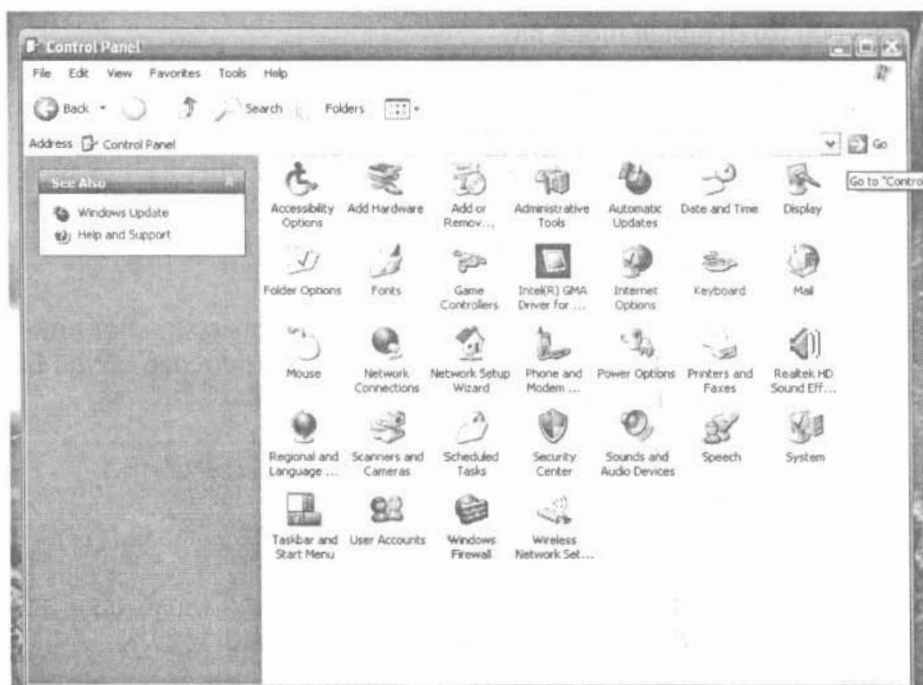 Control Panel
File Edit View Favorites Tools Help
Back Search Folders
Address Control Panel Go
Go to "Contro
See Also
Windows Update
Help and Support
Accessibility Options
Add Hardware
Add or Remov...
Administrative Tools
Automatic Updates
Date and Time
Display
Folder Options
Fonts
Game Controllers
Intel(R) GMA Driver for ...
Internet Options
Keyboard
Mail
Mouse
Network Connections
Network Setup Wizard
Phone and Modem ...
Power Options
Printers and Faxes
Realtek HD Sound Eff...
Regional and Language ...
Scanners and Cameras
Scheduled Tasks
Security Center
Sounds and Audio Devices
Speech
System
Taskbar and Start Menu
User Accounts
Windows Firewall
Wireless Network Set...